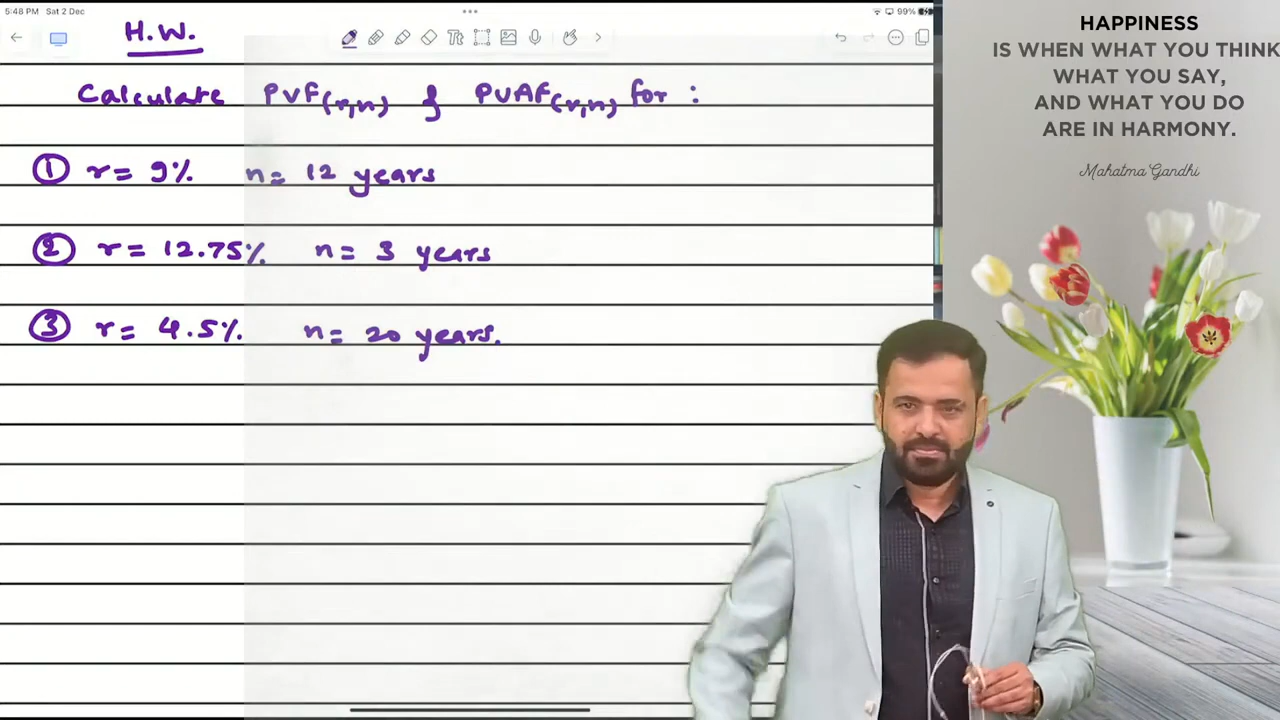 5:48 PM Sat 2 Dec
99%
H.W.
Calculate PVF(r,n) & PVAF(r,n) for :
① r = 9% n = 12 years
② r = 12.75% n = 3 years
③ r = 4.5% n = 20 years.
HAPPINESS
IS WHEN WHAT YOU THINK
WHAT YOU SAY,
AND WHAT YOU DO
ARE IN HARMONY.
Mahatma Gandhi